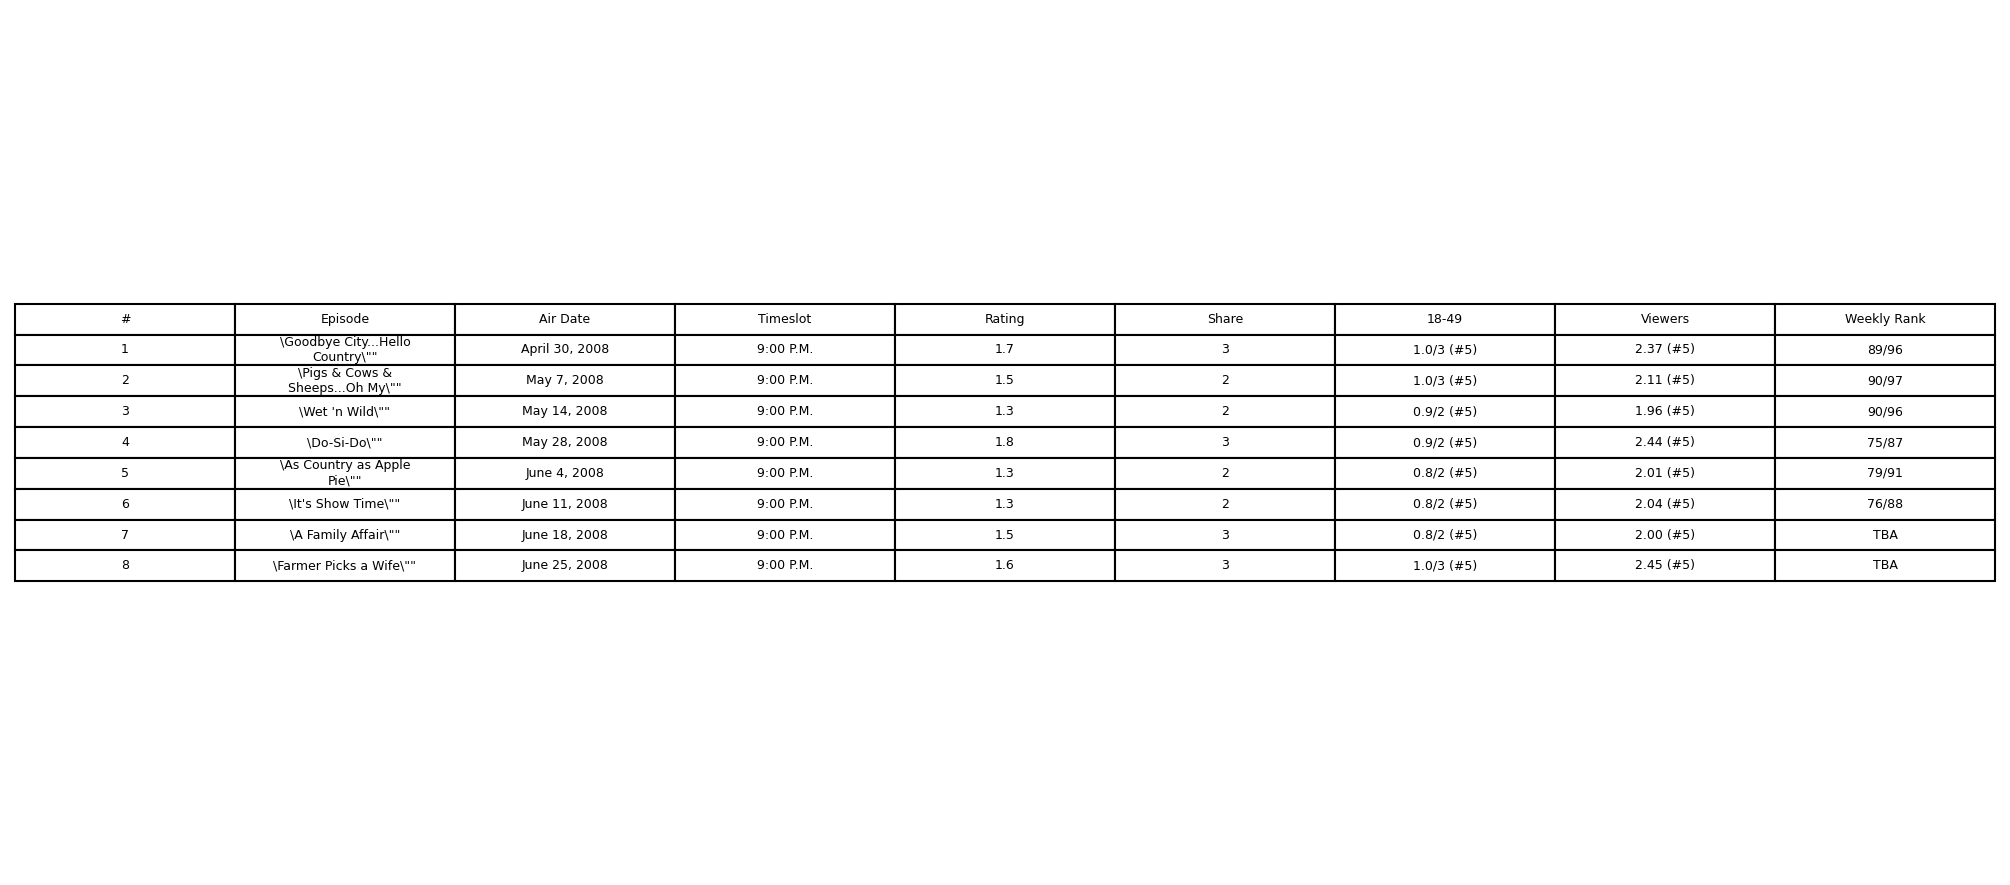 # Episode Air Date Timeslot Rating Share 18-49 Viewers Weekly Rank
1 \Goodbye City...Hello Country\"" April 30, 2008 9:00 P.M. 1.7 3 1.0/3 (#5) 2.37 (#5) 89/96
2 \Pigs & Cows & Sheeps...Oh My\"" May 7, 2008 9:00 P.M. 1.5 2 1.0/3 (#5) 2.11 (#5) 90/97
3 \Wet 'n Wild\"" May 14, 2008 9:00 P.M. 1.3 2 0.9/2 (#5) 1.96 (#5) 90/96
4 \Do-Si-Do\"" May 28, 2008 9:00 P.M. 1.8 3 0.9/2 (#5) 2.44 (#5) 75/87
5 \As Country as Apple Pie\"" June 4, 2008 9:00 P.M. 1.3 2 0.8/2 (#5) 2.01 (#5) 79/91
6 \It's Show Time\"" June 11, 2008 9:00 P.M. 1.3 2 0.8/2 (#5) 2.04 (#5) 76/88
7 \A Family Affair\"" June 18, 2008 9:00 P.M. 1.5 3 0.8/2 (#5) 2.00 (#5) TBA
8 \Farmer Picks a Wife\"" June 25, 2008 9:00 P.M. 1.6 3 1.0/3 (#5) 2.45 (#5) TBA